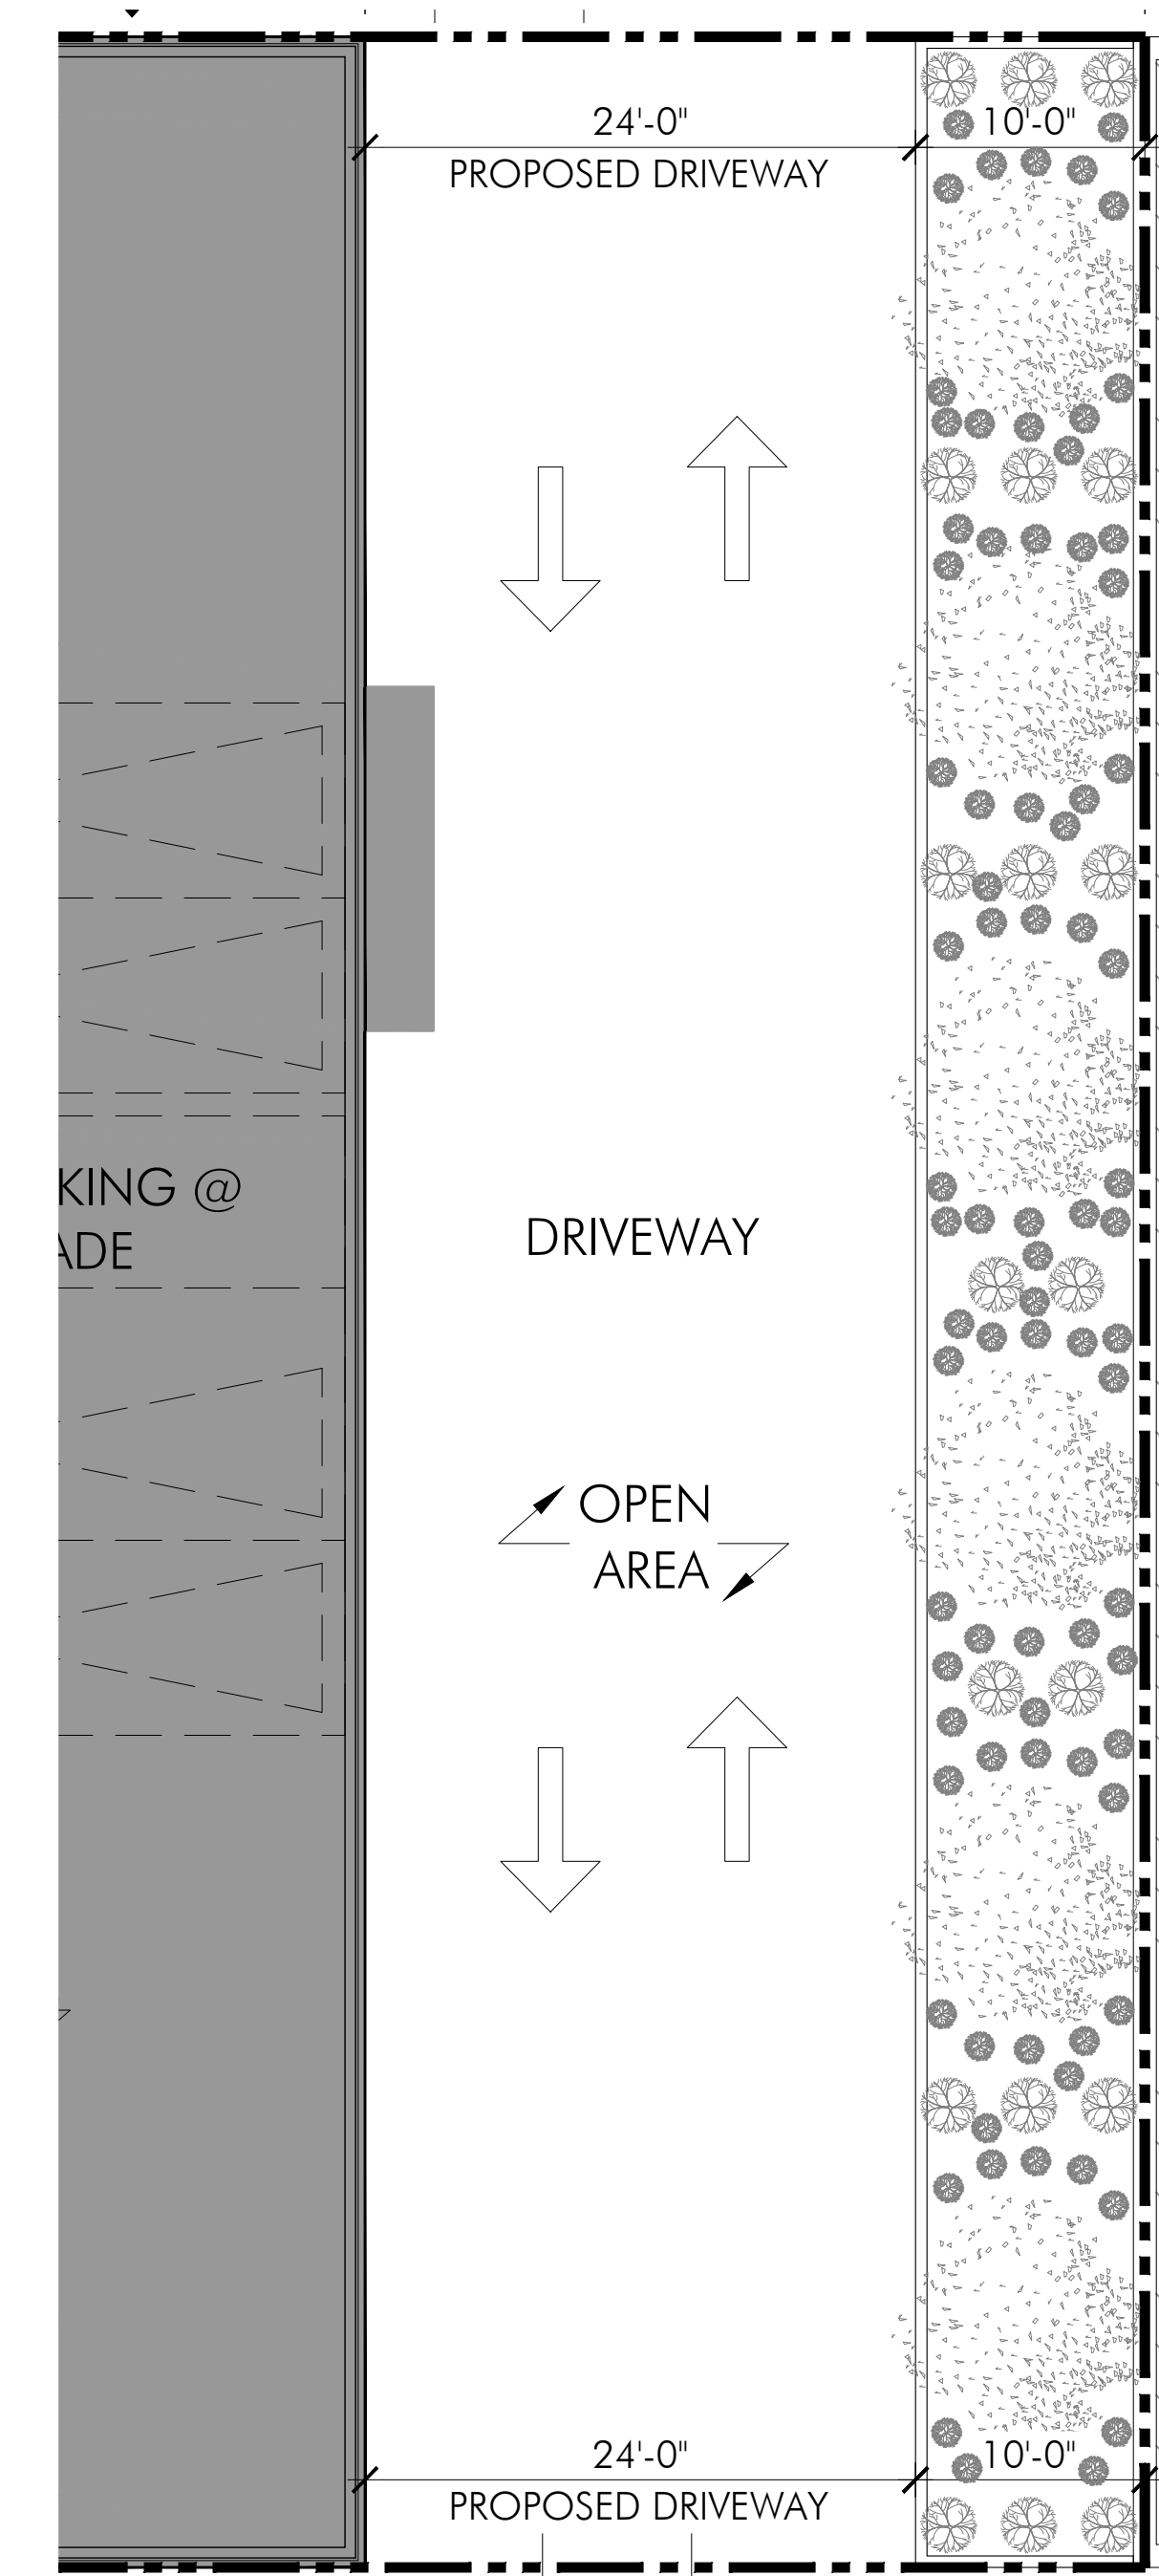 24'-0" 10'-0"
PROPOSED DRIVEWAY
KING @
ADE
DRIVEWAY
OPEN
AREA
24'-0" 10'-0"
PROPOSED DRIVEWAY